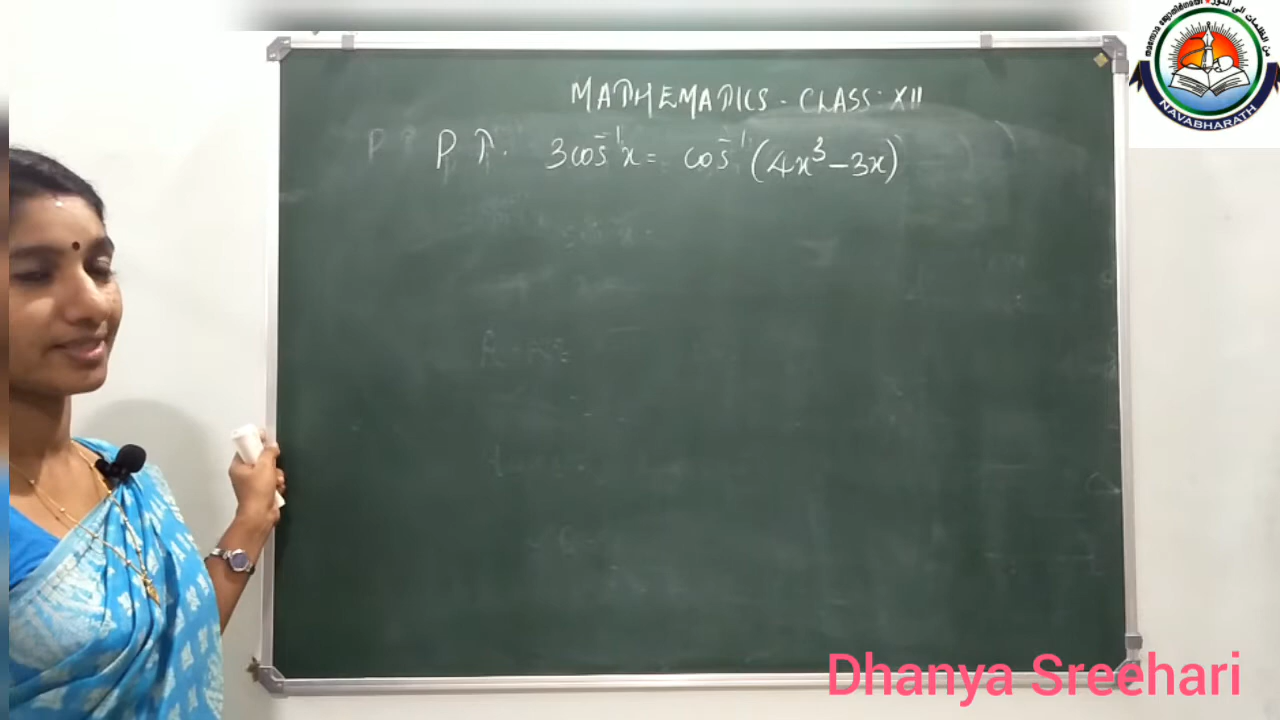 MATHEMATICS - CLASS XII
P T. 3cos⁻¹x = cos⁻¹(4x³-3x)
NAVABHARATH
Dhanya Sreehari